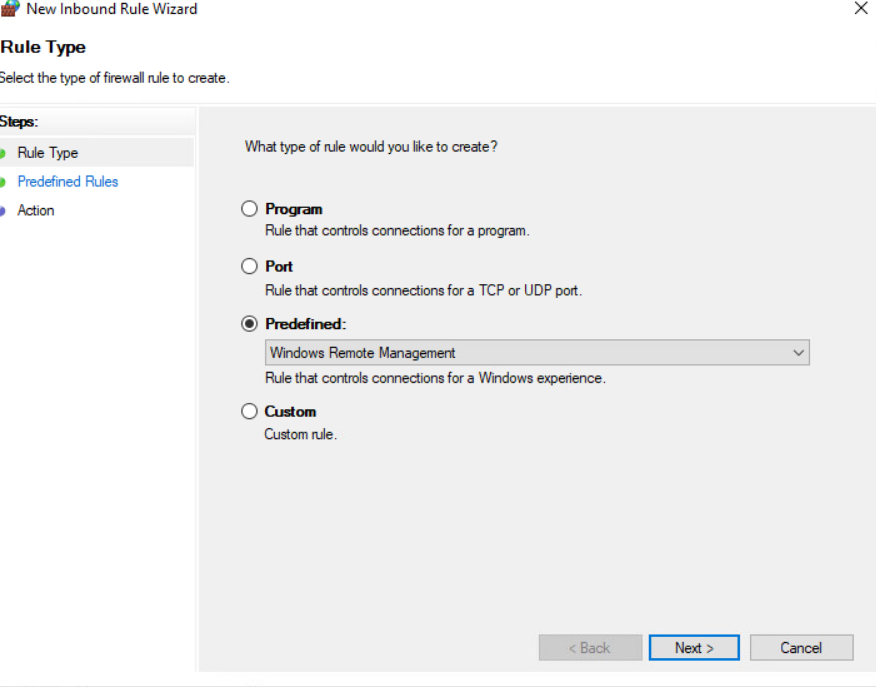 New Inbound Rule Wizard
Rule Type
Select the type of firewall rule to create.
Steps:
Rule Type
Predefined Rules
Action
What type of rule would you like to create?
Program
Rule that controls connections for a program.
Port
Rule that controls connections for a TCP or UDP port.
Predefined:
Windows Remote Management
Rule that controls connections for a Windows experience.
Custom
Custom rule.
< Back
Next >
Cancel